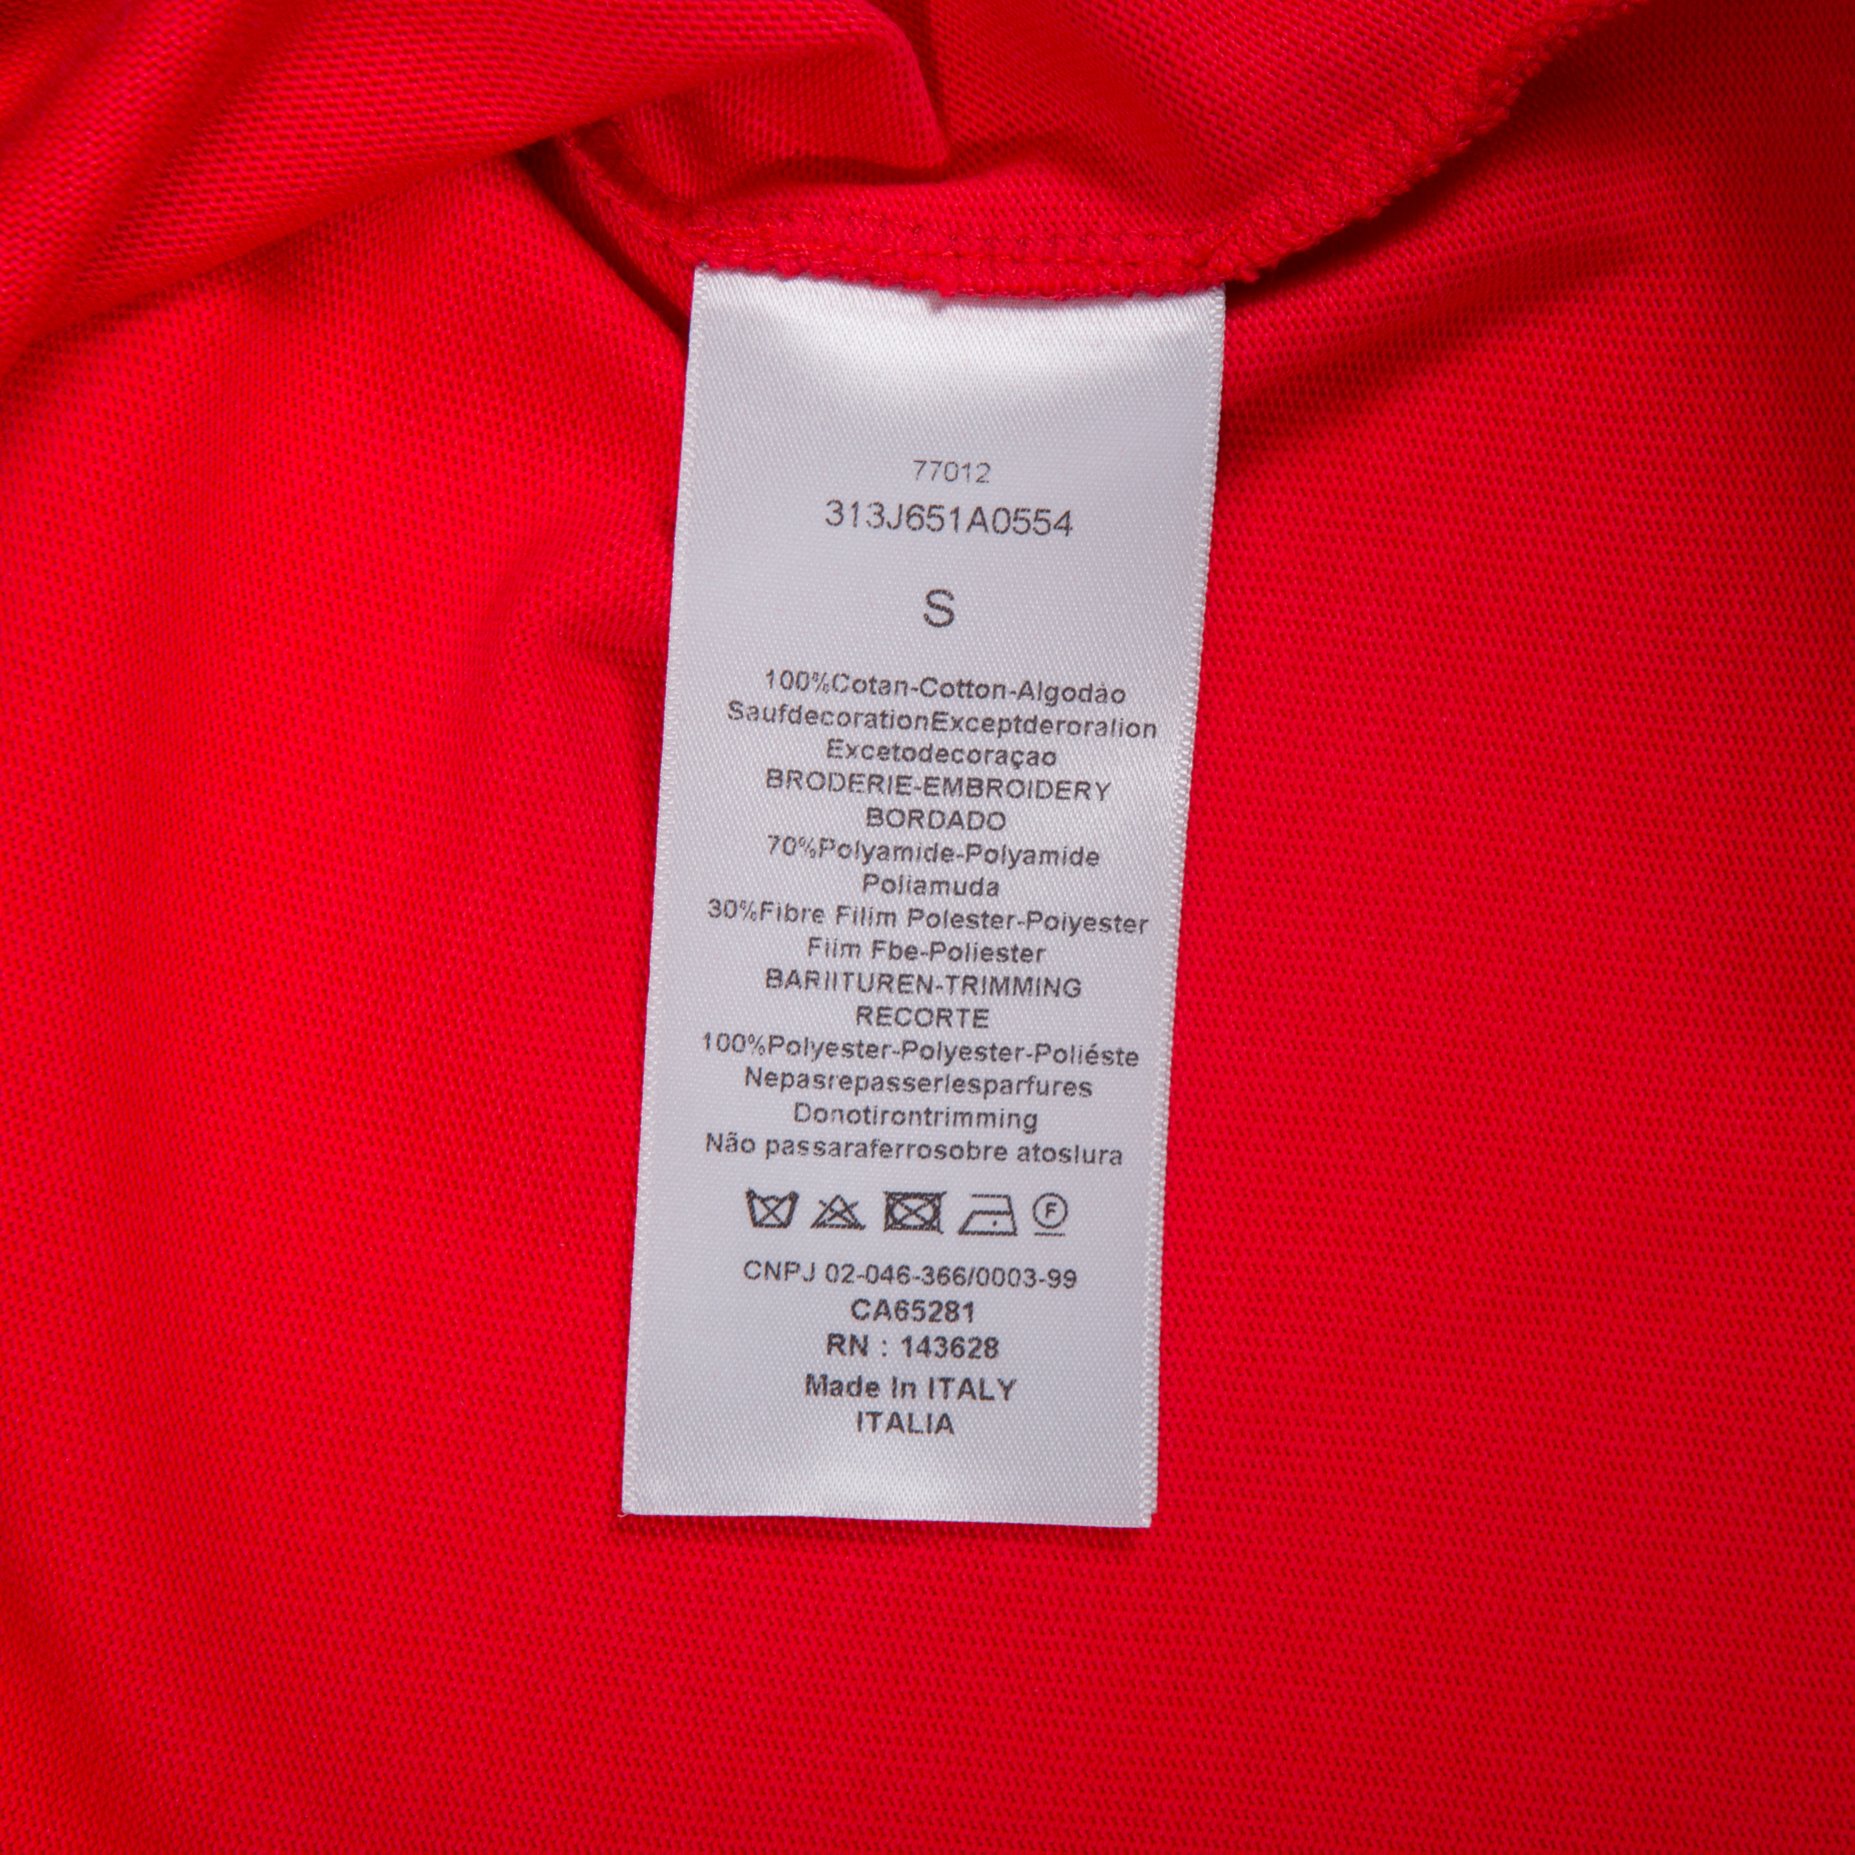 77012
313J651A0554
S
100%Cotan-Cotton-Algodão
SaufdecorationExceptderoralion
Excetodecoraçao
BRODERIE-EMBROIDERY
BORDADO
70%Polyamide-Polyamide
Poliamuda
30%Fibre Filim Polester-Poiyester
Fiim Fbe-Poliester
BARIITUREN-TRIMMING
RECORTE
100%Polyester-Polyester-Poliéste
Nepasrepasserlesparfures
Donotirontrimming
Não passaraferrosobre atoslura
F
CNPJ 02-046-366/0003-99
CA65281
RN : 143628
Made In ITALY
ITALIA